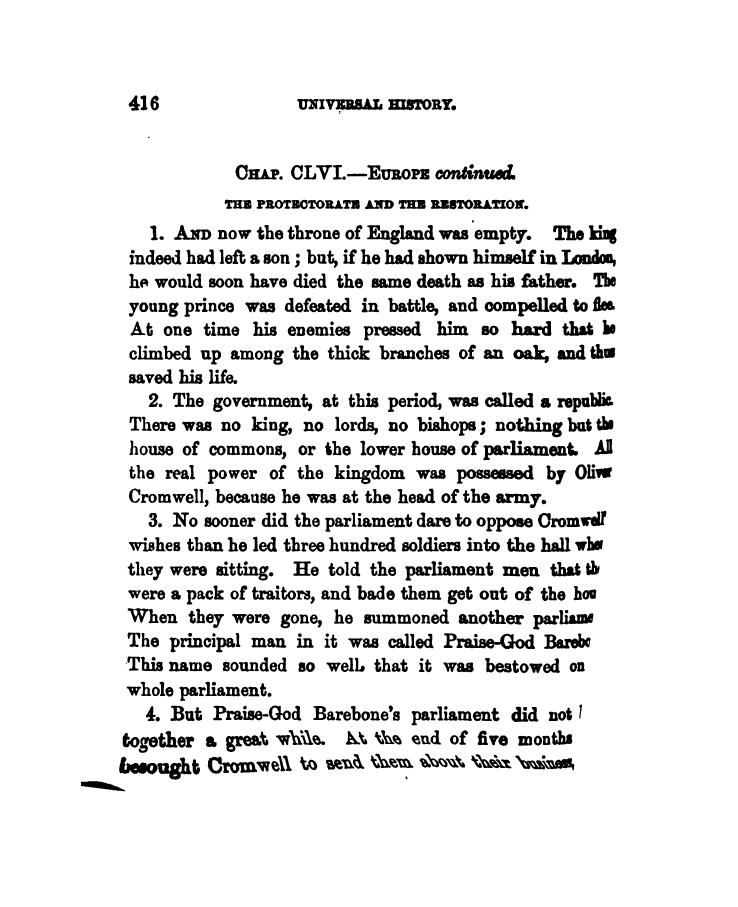 416 UNIVERSAL HISTORY.
CHAP. CLVI.—EUROPE continued.
THE PROTECTORATE AND THE RESTORATION.
1. AND now the throne of England was empty. The king
indeed had left a son; but, if he had shown himself in London,
he would soon have died the same death as his father. The
young prince was defeated in battle, and compelled to flee.
At one time his enemies pressed him so hard that he
climbed up among the thick branches of an oak, and thus
saved his life.
2. The government, at this period, was called a republic.
There was no king, no lords, no bishops; nothing but the
house of commons, or the lower house of parliament. All
the real power of the kingdom was possessed by Oliver
Cromwell, because he was at the head of the army.
3. No sooner did the parliament dare to oppose Cromwell'
wishes than he led three hundred soldiers into the hall wher
they were sitting. He told the parliament men that th
were a pack of traitors, and bade them get out of the hou
When they were gone, he summoned another parliame
The principal man in it was called Praise-God Barebo
This name sounded so well, that it was bestowed on
whole parliament.
4. But Praise-God Barebone's parliament did not
together a great while. At the end of five months
besought Cromwell to send them about their business,